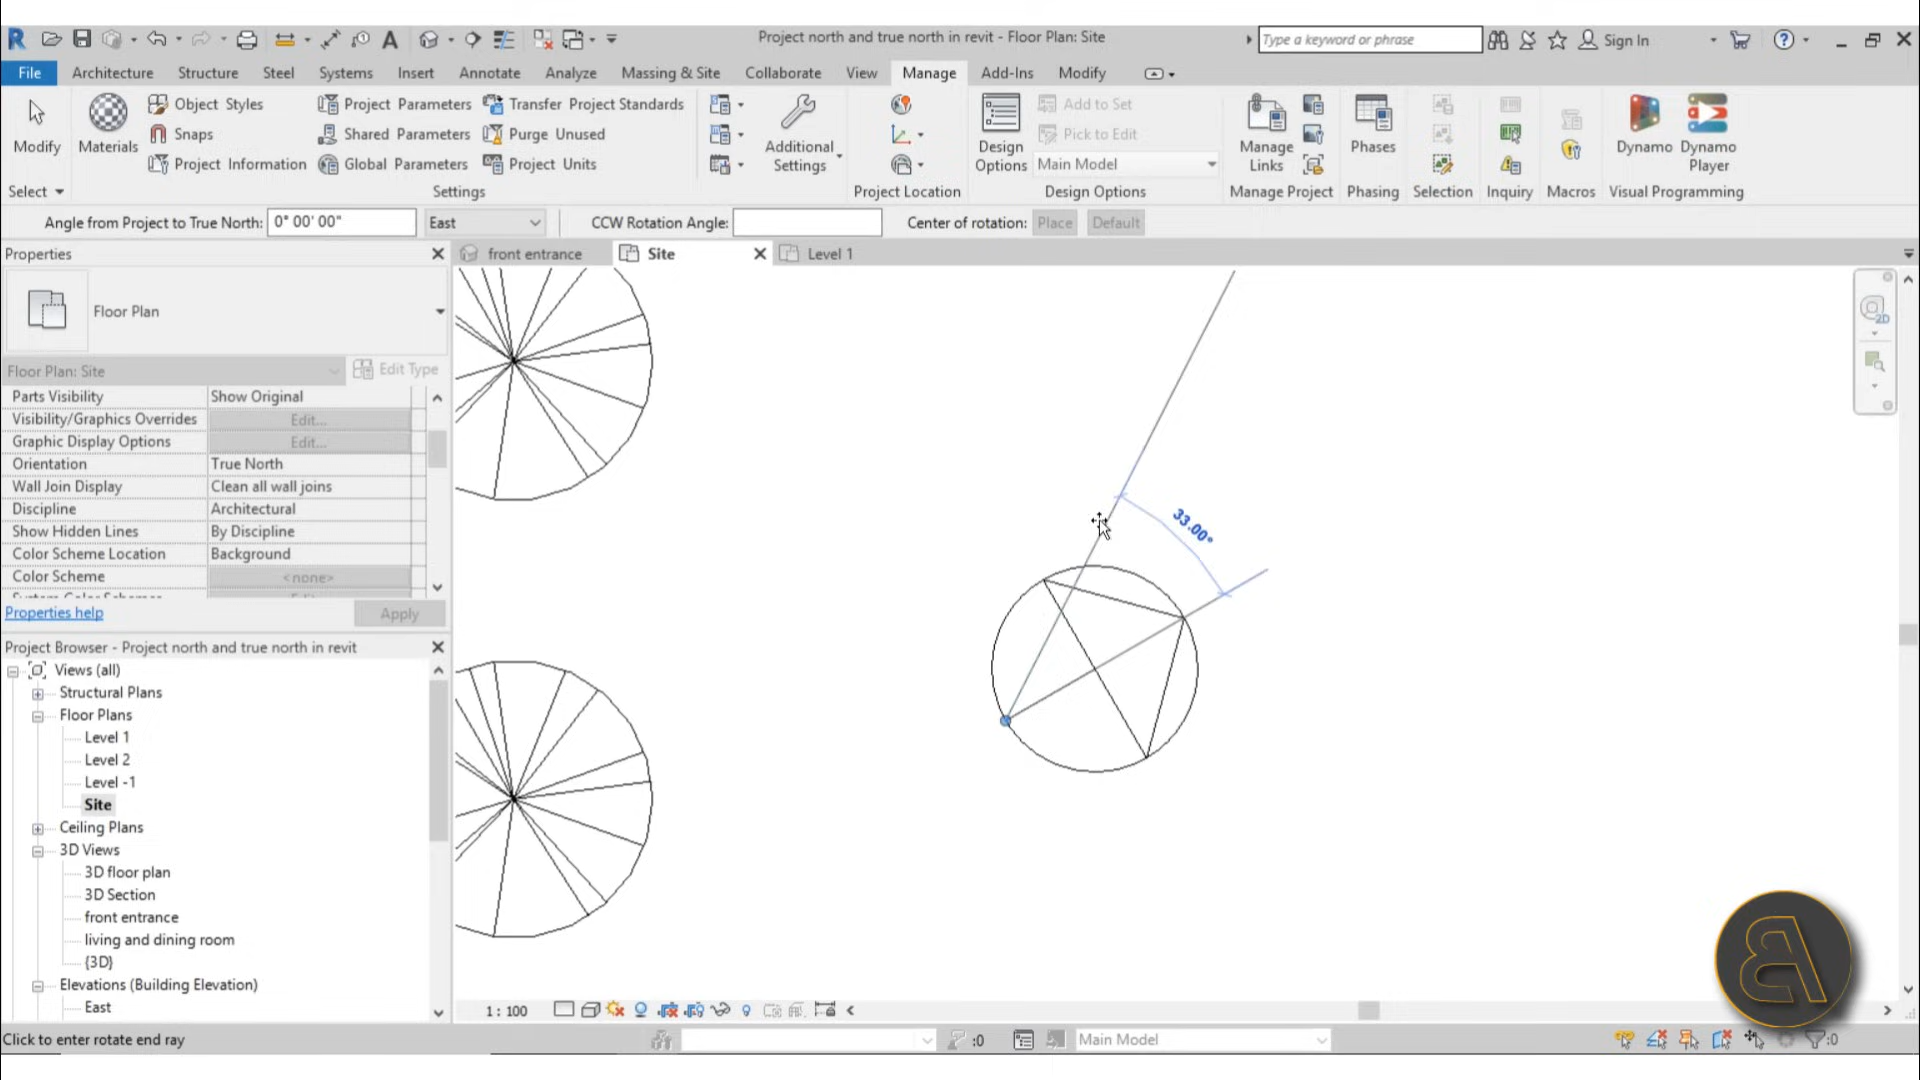 Project north and true north in revit - Floor Plan: Site
Type a keyword or phrase
Sign In
File Architecture Structure Steel Systems Insert Annotate Analyze Massing & Site Collaborate View Manage Add-Ins Modify
Object Styles Project Parameters Transfer Project Standards Add to Set
Snaps Shared Parameters Purge Unused Pick to Edit
Modify Materials Additional Settings Design Options Manage Links Phases Dynamo Dynamo Player
Project Information Global Parameters Project Units Main Model
Select Settings Project Location Design Options Manage Project Phasing Selection Inquiry Macros Visual Programming
Angle from Project to True North: 0° 00' 00" East CCW Rotation Angle: Center of rotation: Place Default
Properties
front entrance Site Level 1
Floor Plan
Floor Plan: Site Edit Type
Parts Visibility Show Original
Visibility/Graphics Overrides Edit...
Graphic Display Options Edit...
Orientation True North
Wall Join Display Clean all wall joins
Discipline Architectural
Show Hidden Lines By Discipline
Color Scheme Location Background
Color Scheme <none>
Properties help Apply
2D
33.00°
Project Browser - Project north and true north in revit
Views (all)
Structural Plans
Floor Plans
Level 1
Level 2
Level -1
Site
Ceiling Plans
3D Views
3D floor plan
3D Section
front entrance
living and dining room
{3D}
Elevations (Building Elevation)
East
1 : 100
Click to enter rotate end ray
:0
Main Model
:0